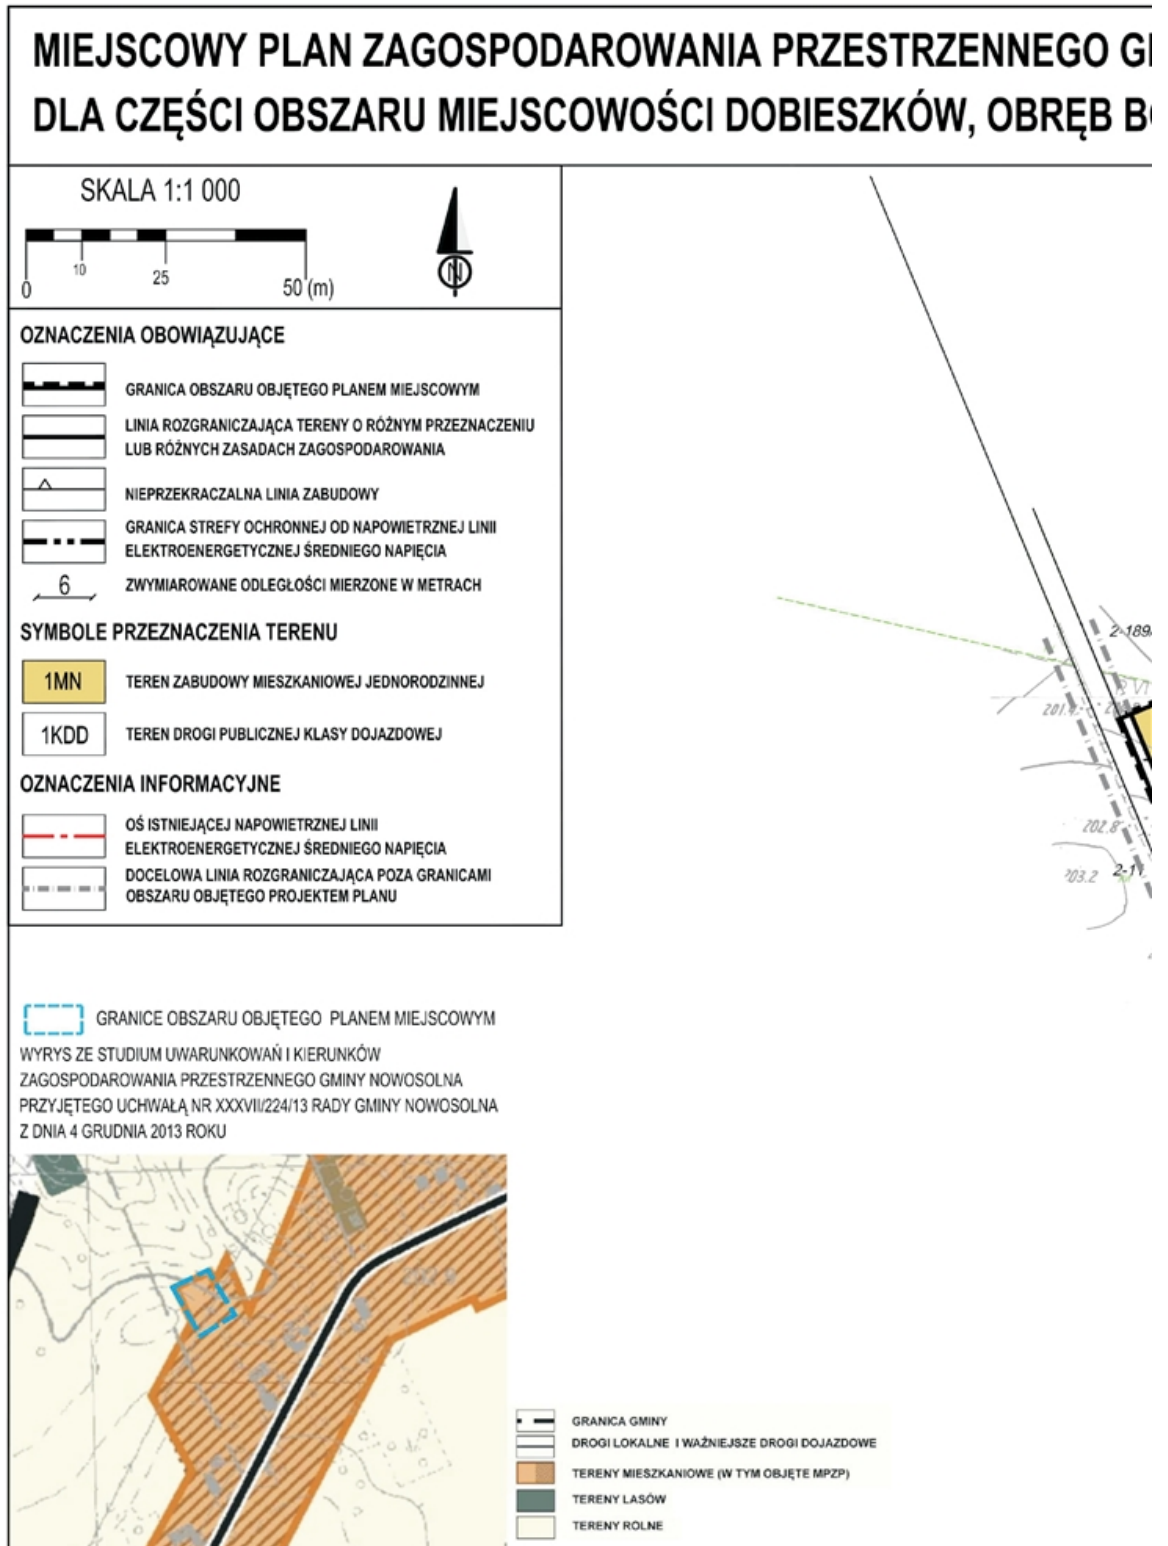 MIEJSCOWY PLAN ZAGOSPODAROWANIA PRZESTRZENNEGO
DLA CZĘŚCI OBSZARU MIEJSCOWOŚCI DOBIESZKÓW, OBRĘB
SKALA 1:1 000
0 10 25 50 (m)
N
OZNACZENIA OBOWIĄZUJĄCE
GRANICA OBSZARU OBJĘTEGO PLANEM MIEJSCOWYM
LINIA ROZGRANICZAJĄCA TERENY O RÓŻNYM PRZEZNACZENIU
LUB RÓŻNYCH ZASADACH ZAGOSPODAROWANIA
NIEPRZEKRACZALNA LINIA ZABUDOWY
GRANICA STREFY OCHRONNEJ OD NAPOWIETRZNEJ LINII
ELEKTROENERGETYCZNEJ ŚREDNIEGO NAPIĘCIA
6 ZWYMIAROWANE ODLEGŁOŚCI MIERZONE W METRACH
SYMBOLE PRZEZNACZENIA TERENU
1MN TEREN ZABUDOWY MIESZKANIOWEJ JEDNORODZINNEJ
1KDD TEREN DROGI PUBLICZNEJ KLASY DOJAZDOWEJ
OZNACZENIA INFORMACYJNE
OŚ ISTNIEJĄCEJ NAPOWIETRZNEJ LINII
ELEKTROENERGETYCZNEJ ŚREDNIEGO NAPIĘCIA
DOCELOWA LINIA ROZGRANICZAJĄCA POZA GRANICAMI
OBSZARU OBJĘTEGO PROJEKTEM PLANU
2-189
202.8
203.2
GRANICE OBSZARU OBJĘTEGO PLANEM MIEJSCOWYM
WYRYS ZE STUDIUM UWARUNKOWAŃ I KIERUNKÓW
ZAGOSPODAROWANIA PRZESTRZENNEGO GMINY NOWOSOLNA
PRZYJĘTEGO UCHWAŁĄ NR XXXVII/224/13 RADY GMINY NOWOSOLNA
Z DNIA 4 GRUDNIA 2013 ROKU
GRANICA GMINY
DROGI LOKALNE I WAŻNIEJSZE DROGI DOJAZDOWE
TERENY MIESZKANIOWE (W TYM OBJĘTE MPZP)
TERENY LASÓW
TERENY ROLNE